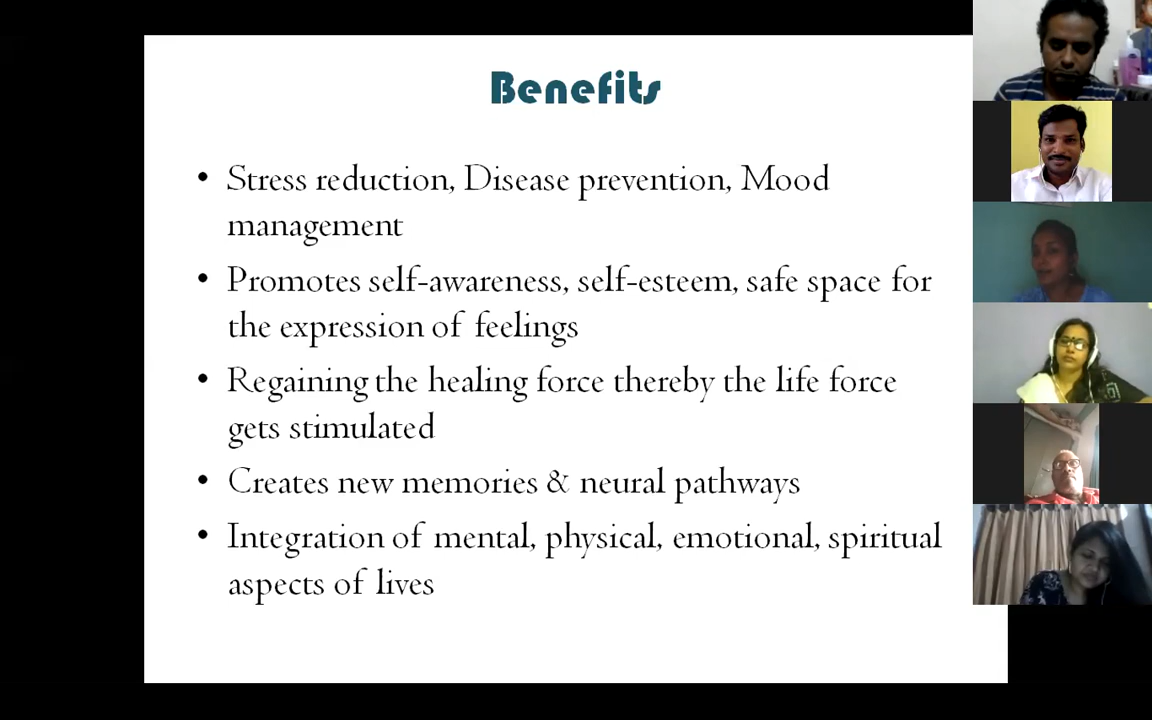 Benefits
• Stress reduction, Disease prevention, Mood
management
• Promotes self-awareness, self-esteem, safe space for
the expression of feelings
• Regaining the healing force thereby the life force
gets stimulated
• Creates new memories & neural pathways
• Integration of mental, physical, emotional, spiritual
aspects of lives